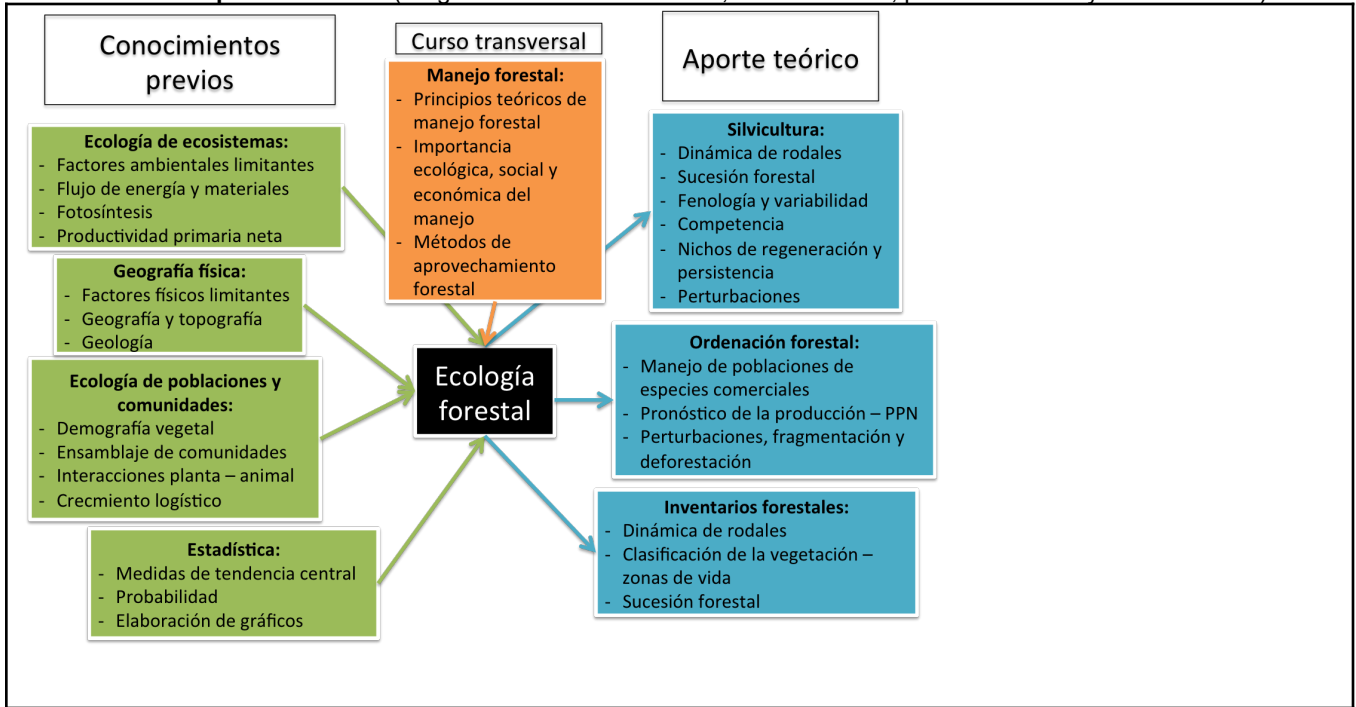 Conocimientos
previos
Curso transversal
Aporte teórico
Ecología de ecosistemas:
- Factores ambientales limitantes
- Flujo de energía y materiales
- Fotosíntesis
- Productividad primaria neta
Geografía física:
- Factores físicos limitantes
- Geografía y topografía
- Geología
Ecología de poblaciones y
comunidades:
- Demografía vegetal
- Ensamblaje de comunidades
- Interacciones planta – animal
- Crecmiento logístico
Estadística:
- Medidas de tendencia central
- Probabilidad
- Elaboración de gráficos
Manejo forestal:
- Principios teóricos de
manejo forestal
- Importancia
ecológica, social y
económica del
manejo
- Métodos de
aprovechamiento
forestal
Ecología
forestal
Silvicultura:
- Dinámica de rodales
- Sucesión forestal
- Fenología y variabilidad
- Competencia
- Nichos de regeneración y
persistencia
- Perturbaciones
Ordenación forestal:
- Manejo de poblaciones de
especies comerciales
- Pronóstico de la producción – PPN
- Perturbaciones, fragmentación y
deforestación
Inventarios forestales:
- Dinámica de rodales
- Clasificación de la vegetación –
zonas de vida
- Sucesión forestal